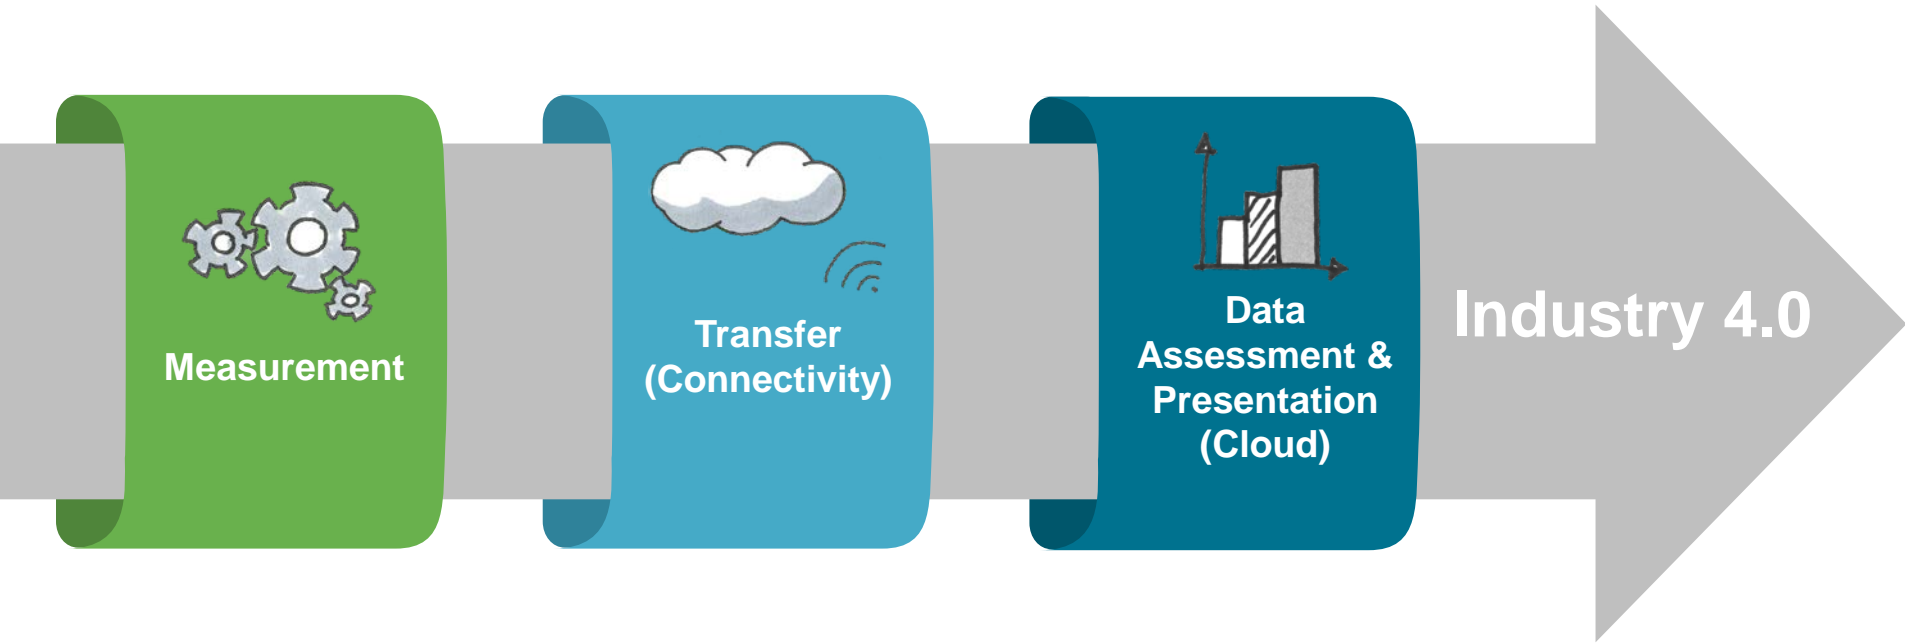 Measurement
Transfer
(Connectivity)
Data
Assessment &
Presentation
(Cloud)
Industry 4.0